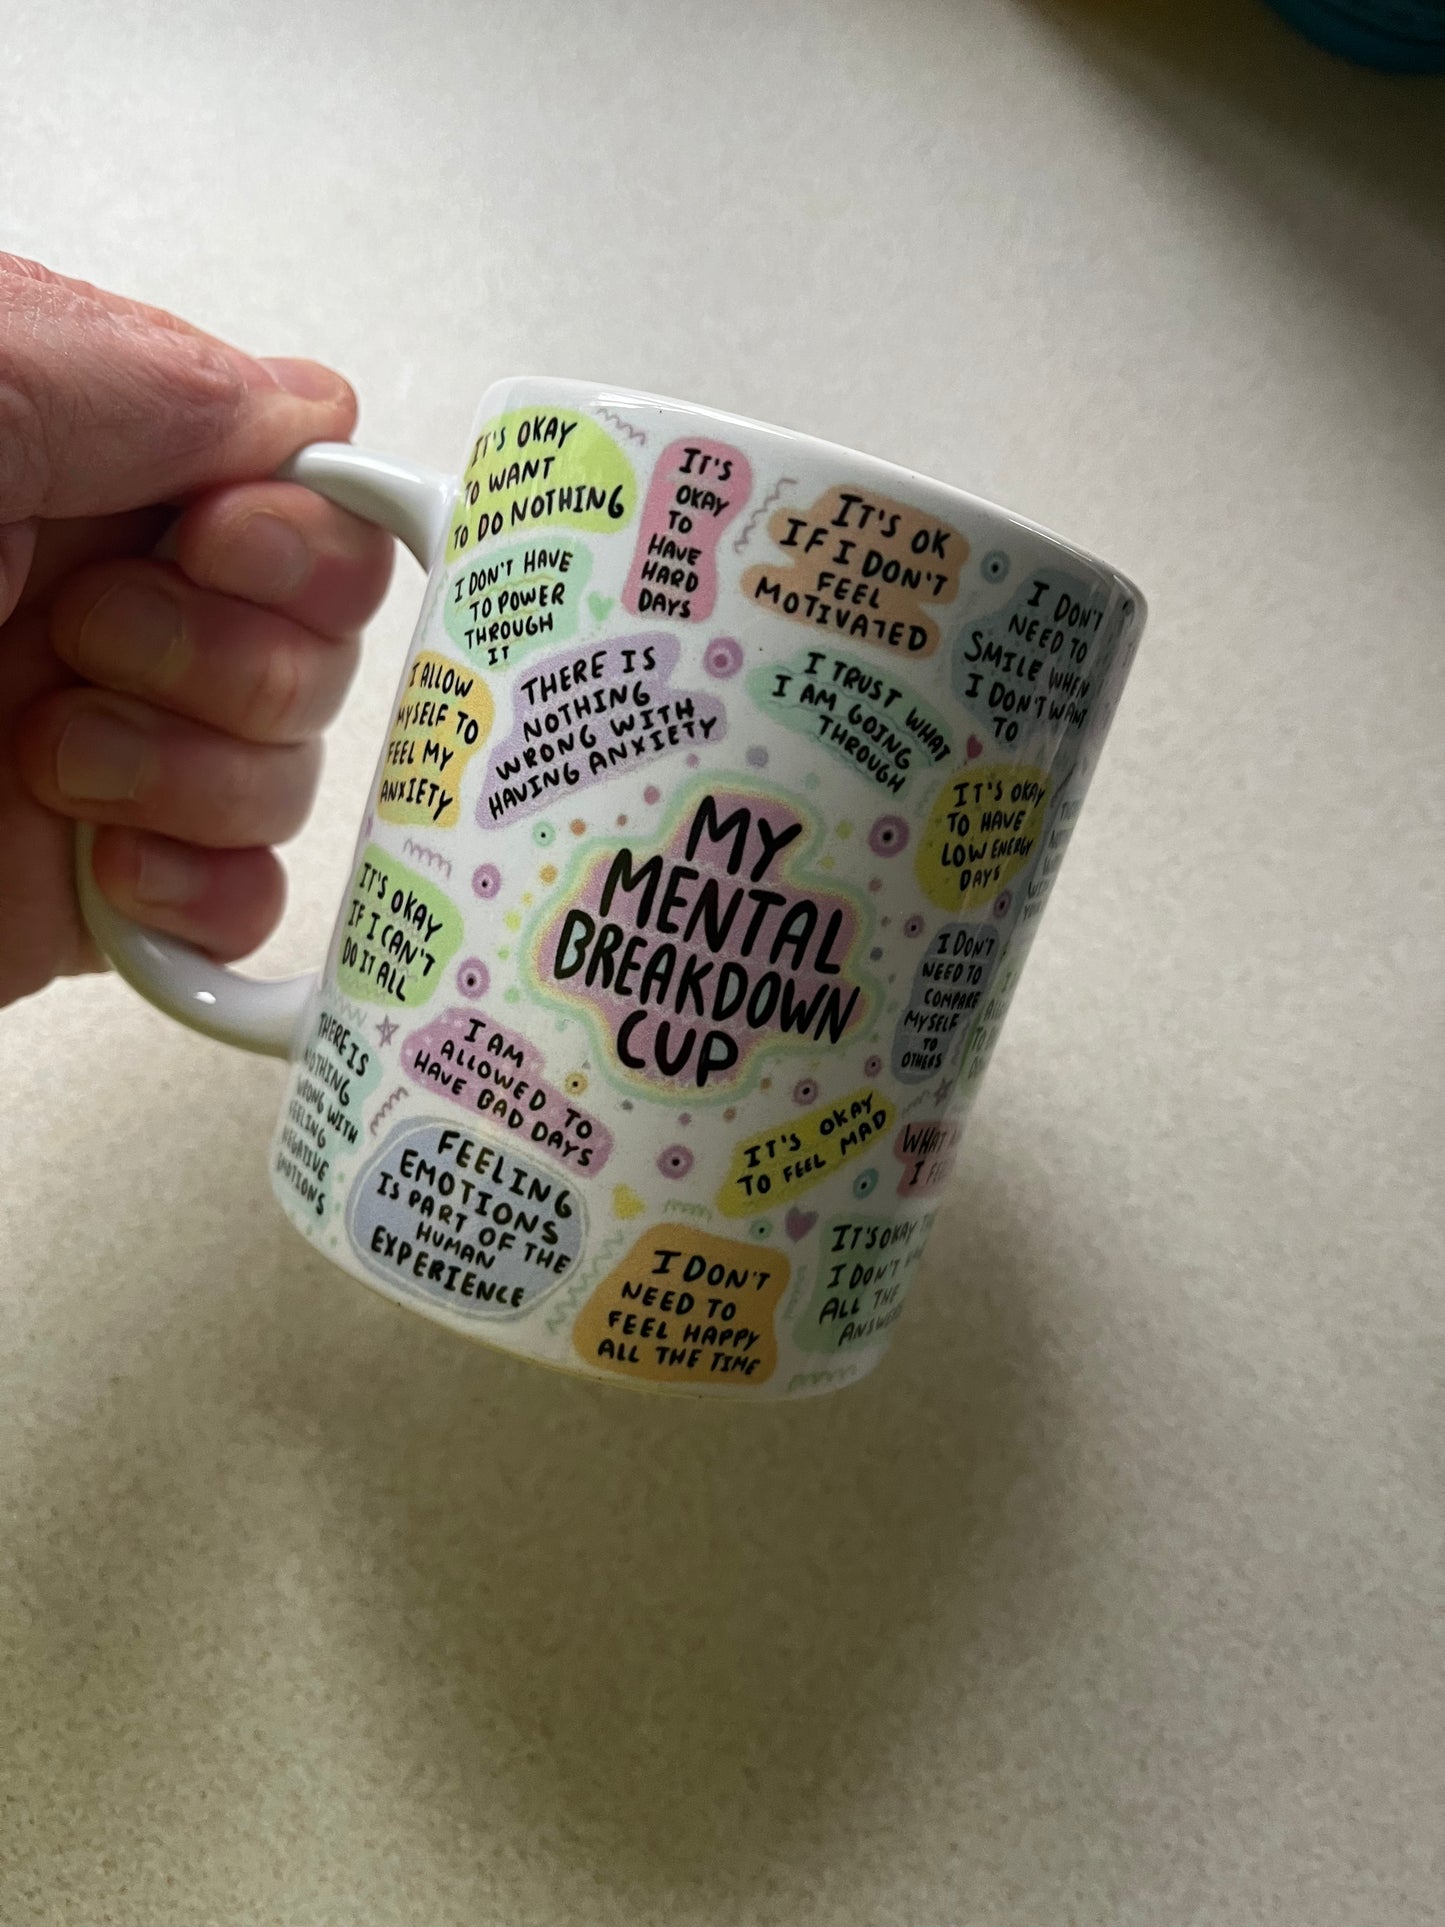 IT'S OKAY
TO WANT
TO DO NOTHING
IT'S
OKAY
TO
HAVE
HARD
DAYS
IT'S OK
IF I DON'T
FEEL
MOTIVATED
I DON'T
NEED TO
SMILE WHEN
I DON'T WANT
TO
I DON'T HAVE
TO POWER
THROUGH
IT
I ALLOW
MYSELF TO
FEEL MY
ANXIETY
THERE IS
NOTHING
WRONG WITH
HAVING ANXIETY
I TRUST WHAT
I AM GOING
THROUGH
IT'S OKAY
TO HAVE
LOW ENERGY
DAYS
MY
MENTAL
BREAKDOWN
CUP
IT'S OKAY
IF I CAN'T
DO IT ALL
I DON'T
NEED TO
COMPARE
MYSELF
TO
OTHERS
THERE IS
NOTHING
WRONG WITH
FEELING
NEGATIVE
EMOTIONS
I AM
ALLOWED TO
HAVE BAD DAYS
IT'S OKAY
TO FEEL MAD
WHAT
I
FEELING
EMOTIONS
IS PART OF THE
HUMAN
EXPERIENCE
I DON'T
NEED TO
FEEL HAPPY
ALL THE TIME
IT'S OKAY
I DON'T
ALL THE